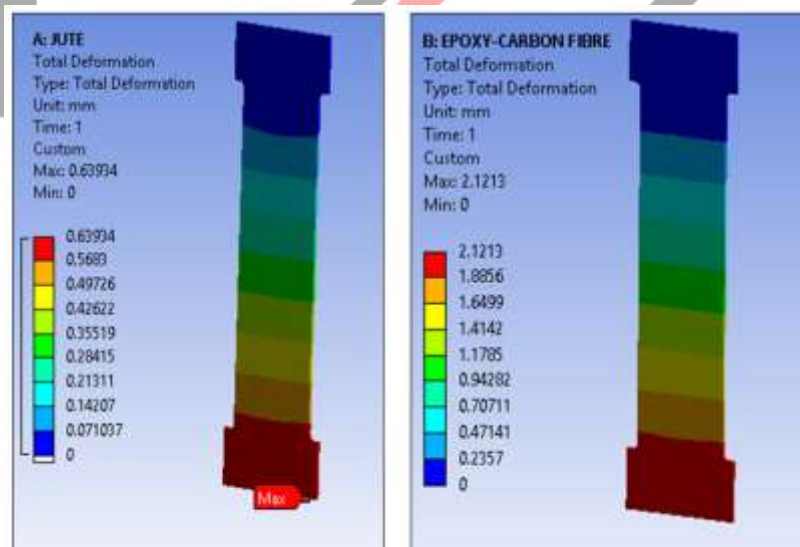 A: JUTE
Total Deformation
Type: Total Deformation
Unit: mm
Time: 1
Custom
Max: 0.63934
Min: 0
0.63934
0.5683
0.49726
0.42622
0.35519
0.28415
0.21311
0.14207
0.071037
0
Max
B: EPOXY-CARBON FIBRE
Total Deformation
Type: Total Deformation
Unit: mm
Time: 1
Custom
Max: 2.1213
Min: 0
2.1213
1.8856
1.6499
1.4142
1.1785
0.94282
0.70711
0.47141
0.2357
0